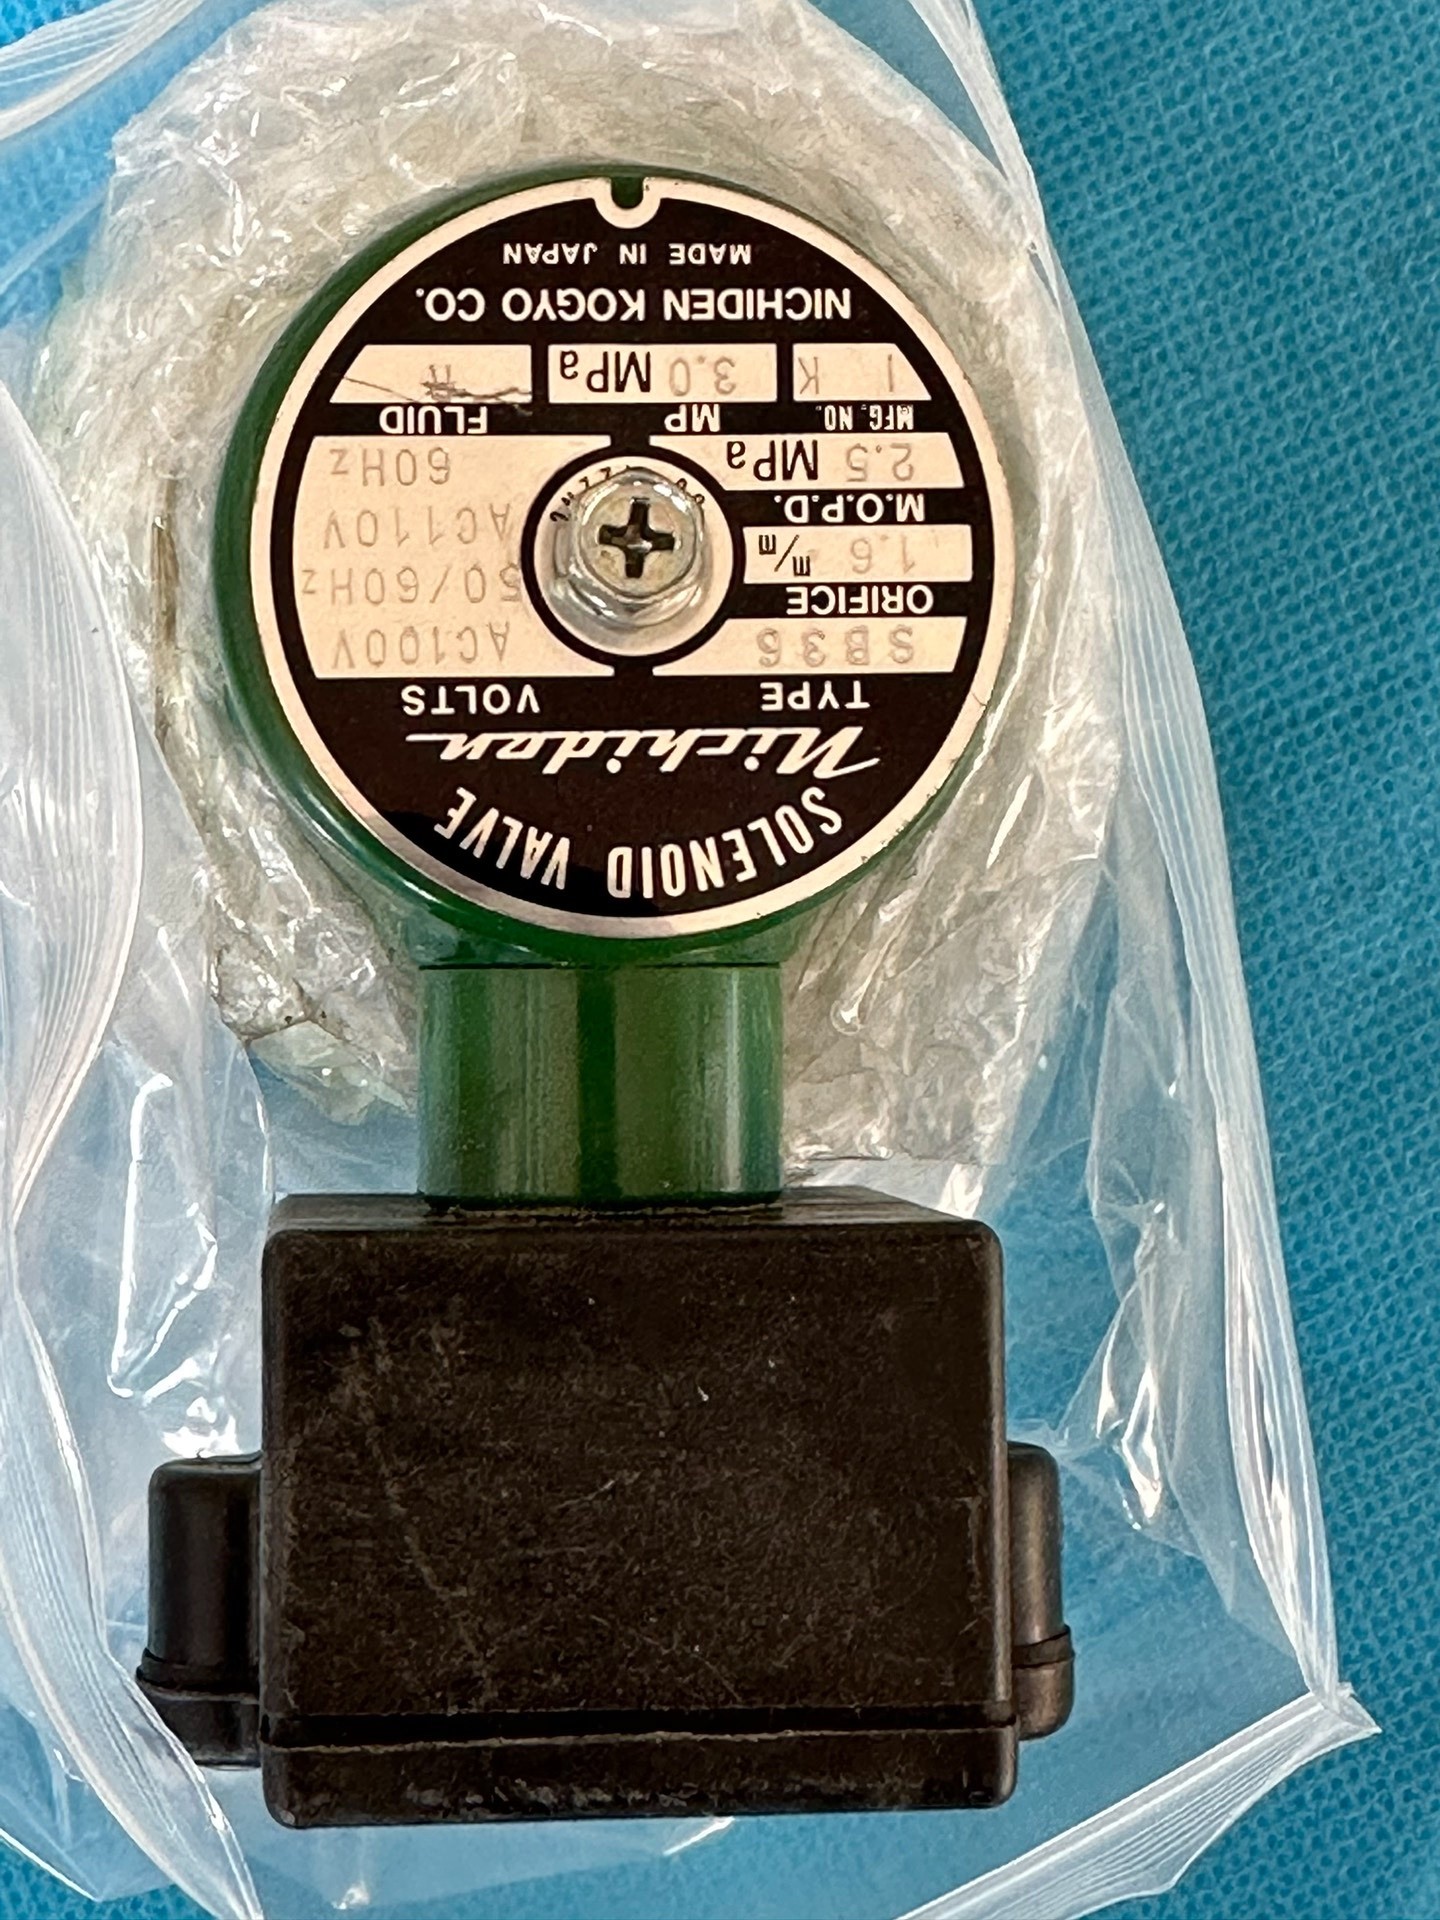 SOLENOID VALVE
Nichiden
TYPE VOLTS
SB36 AC100V
ORIFICE 50/60Hz
1.6 m/m AC110V
M.O.P.D. 60Hz
2.5 MPa
MFG. NO. MP FLUID
1 K 3.0 MPa
NICHIDEN KOGYO CO.
MADE IN JAPAN